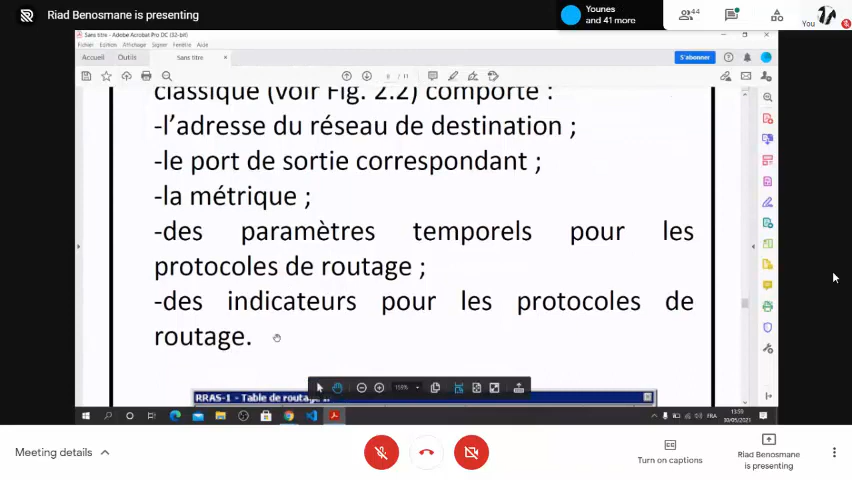 Riad Benosmane is presenting
Younes
and 41 more
44
You
Sans titre - Adobe Acrobat Pro DC (32-bit)
Fichier Edition Affichage Signer Fenêtre Aide
Accueil Outils Sans titre ×
S'abonner
8 / 11
classique (voir Fig. 2.2) comporte :
-l'adresse du réseau de destination ;
-le port de sortie correspondant ;
-la métrique ;
-des paramètres temporels pour les
protocoles de routage ;
-des indicateurs pour les protocoles de
routage.
159%
RRAS-1 - Table de routage
FRA
13:59
30/05/2021
Meeting details
Turn on captions
Riad Benosmane
is presenting